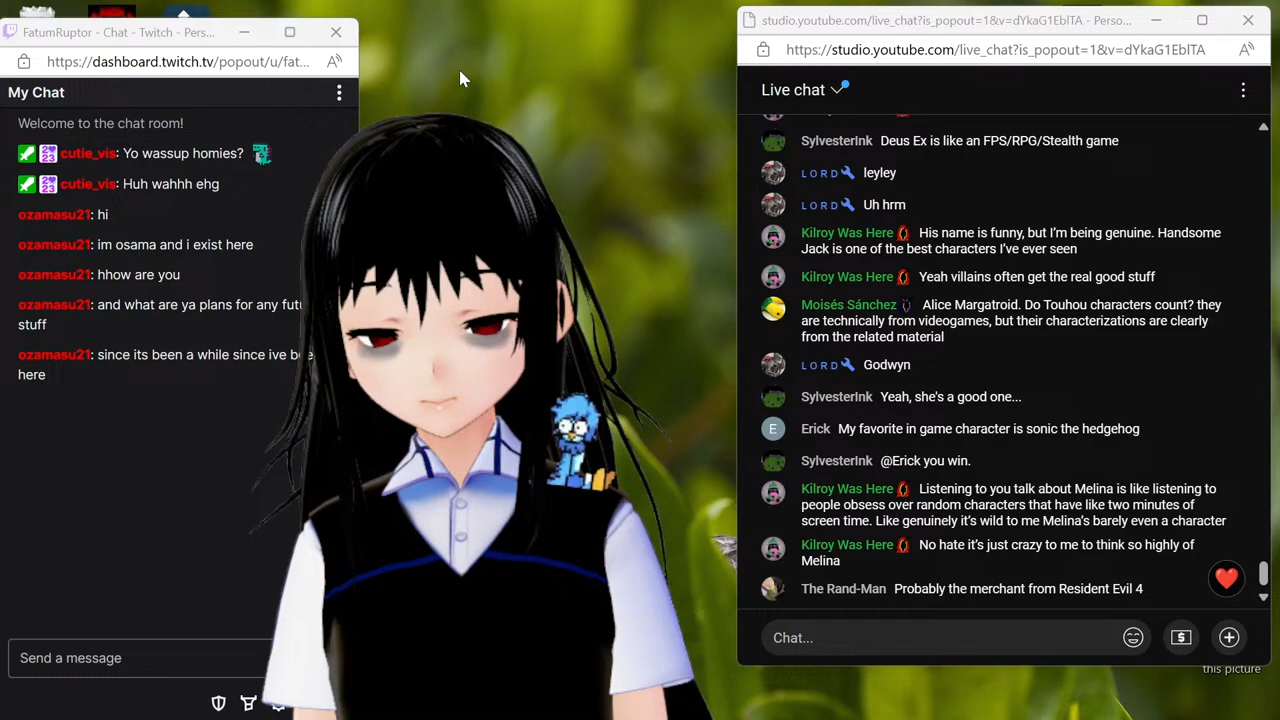 FatumRuptor - Chat - Twitch - Pers...
https://dashboard.twitch.tv/popout/u/fat...
My Chat
Welcome to the chat room!
cutie_vis: Yo wassup homies?
cutie_vis: Huh wahhh ehg
ozamasu21: hi
ozamasu21: im osama and i exist here
ozamasu21: hhow are you
ozamasu21: and what are ya plans for any futu
stuff
ozamasu21: since its been a while since ive be e
here
Send a message
studio.youtube.com/live_chat?is_popout=1&v=dYkaG1EblTA - Perso...
https://studio.youtube.com/live_chat?is_popout=1&v=dYkaG1EblTA
Live chat
SylvesterInk Deus Ex is like an FPS/RPG/Stealth game
L O R D leyley
L O R D Uh hrm
Kilroy Was Here His name is funny, but I'm being genuine. Handsome
Jack is one of the best characters I've ever seen
Kilroy Was Here Yeah villains often get the real good stuff
Moisés Sánchez Alice Margatroid. Do Touhou characters count? they
are technically from videogames, but their characterizations are clearly
from the related material
L O R D Godwyn
SylvesterInk Yeah, she's a good one...
E
Erick My favorite in game character is sonic the hedgehog
SylvesterInk @Erick you win.
Kilroy Was Here Listening to you talk about Melina is like listening to
people obsess over random characters that have like two minutes of
screen time. Like genuinely it's wild to me Melina's barely even a character
Kilroy Was Here No hate it's just crazy to me to think so highly of
Melina
The Rand-Man Probably the merchant from Resident Evil 4
Chat...
this picture